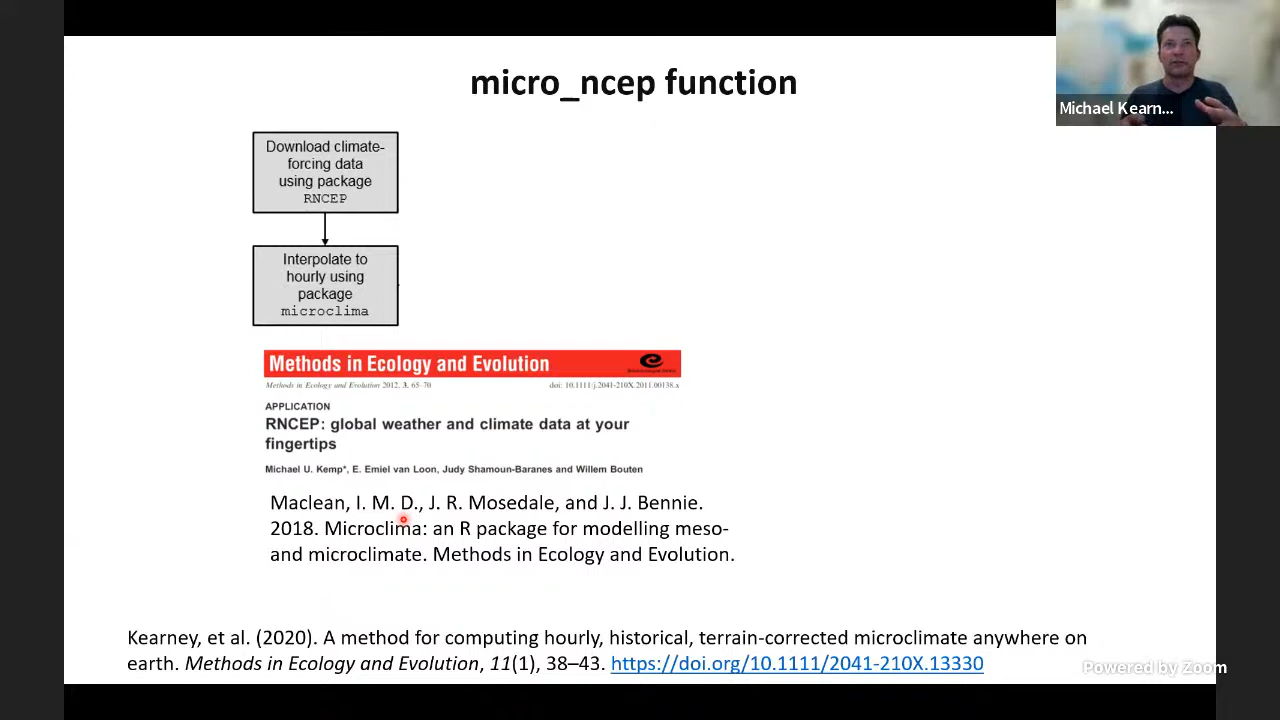 micro_ncep function
Michael Kearn...
Download climate-
forcing data
using package
RNCEP
Interpolate to
hourly using
package
microclima
Methods in Ecology and Evolution
Methods in Ecology and Evolution 2012, 3, 65–70
doi: 10.1111/j.2041-210X.2011.00138.x
APPLICATION
RNCEP: global weather and climate data at your
fingertips
Michael U. Kemp*, E. Emiel van Loon, Judy Shamoun-Baranes and Willem Bouten
Maclean, I. M. D., J. R. Mosedale, and J. J. Bennie.
2018. Microclima: an R package for modelling meso-
and microclimate. Methods in Ecology and Evolution.
Kearney, et al. (2020). A method for computing hourly, historical, terrain-corrected microclimate anywhere on
earth. Methods in Ecology and Evolution, 11(1), 38–43. https://doi.org/10.1111/2041-210X.13330
Powered by Zoom